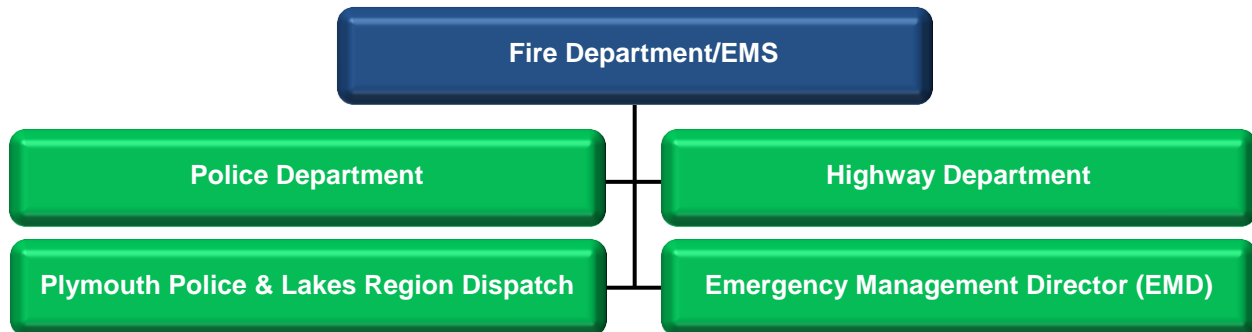 Fire Department/EMS
Police Department
Highway Department
Plymouth Police & Lakes Region Dispatch
Emergency Management Director (EMD)